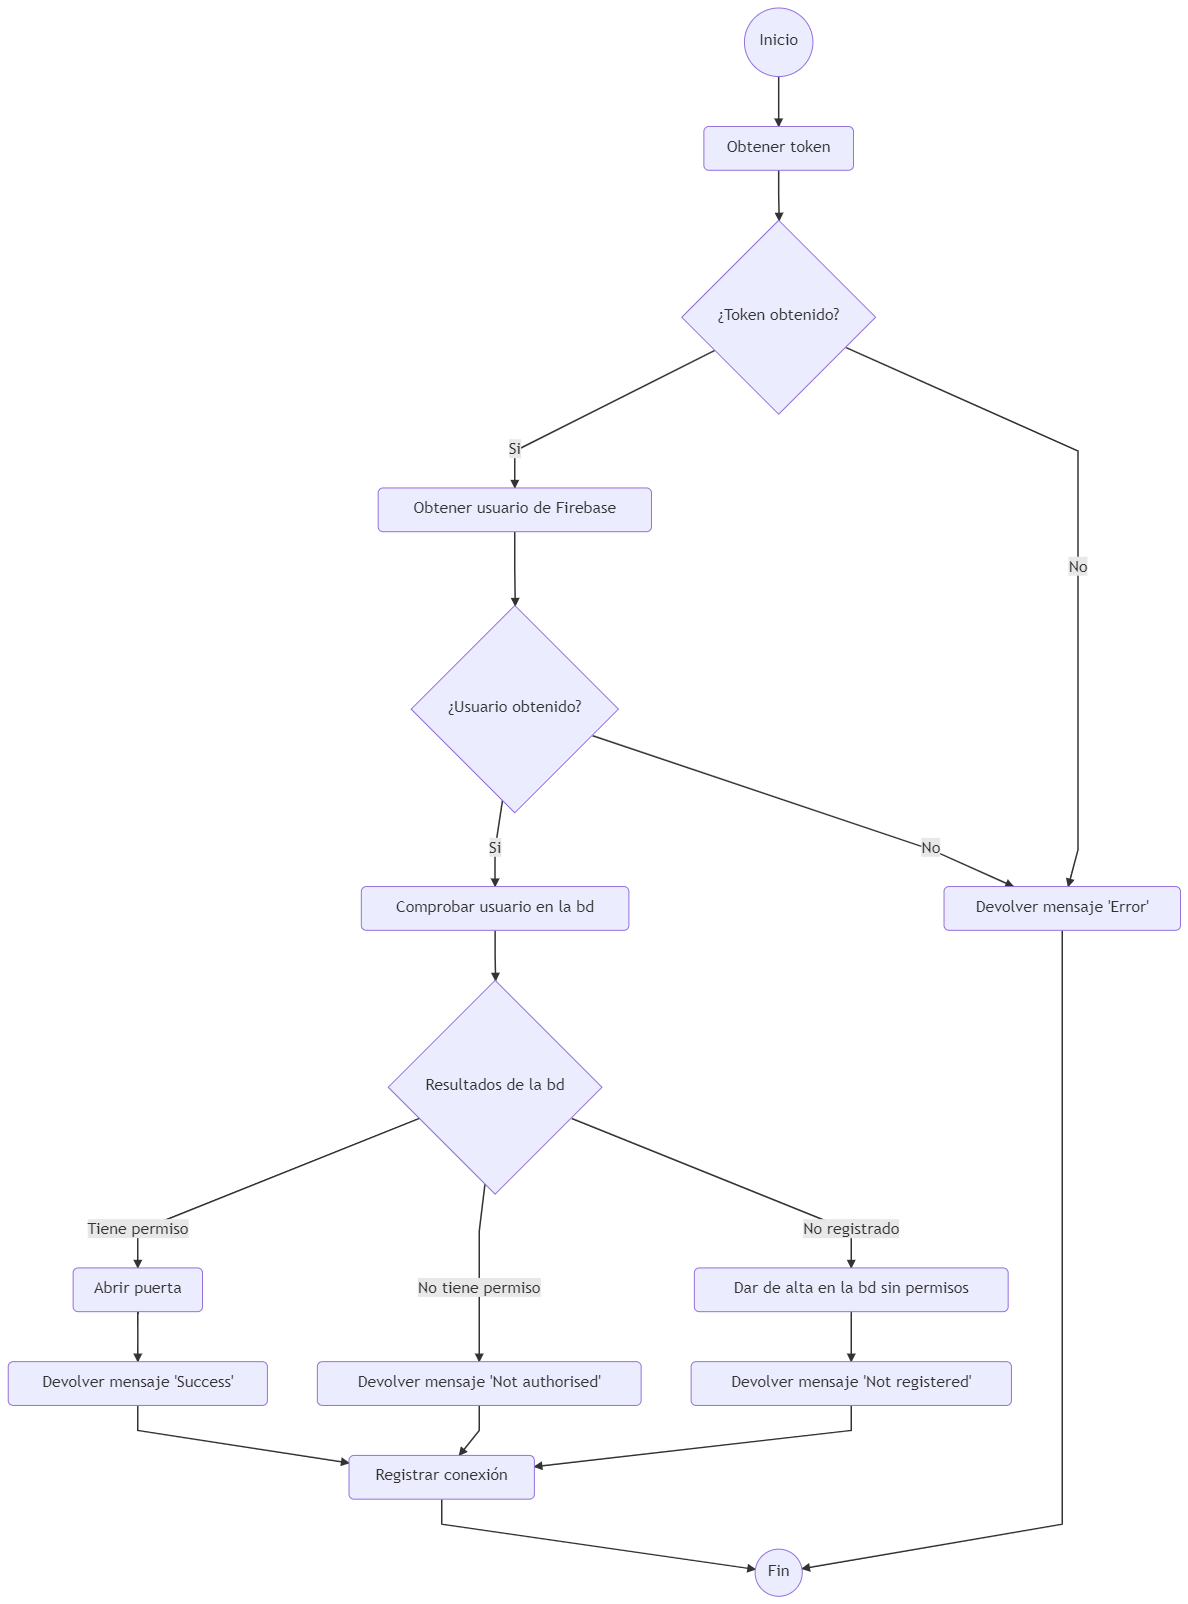 Inicio
Obtener token
¿Token obtenido?
Si
Obtener usuario de Firebase
No
¿Usuario obtenido?
Si
No
Comprobar usuario en la bd
Devolver mensaje 'Error'
Resultados de la bd
Tiene permiso
No registrado
Abrir puerta
No tiene permiso
Dar de alta en la bd sin permisos
Devolver mensaje 'Success'
Devolver mensaje 'Not authorised'
Devolver mensaje 'Not registered'
Registrar conexión
Fin